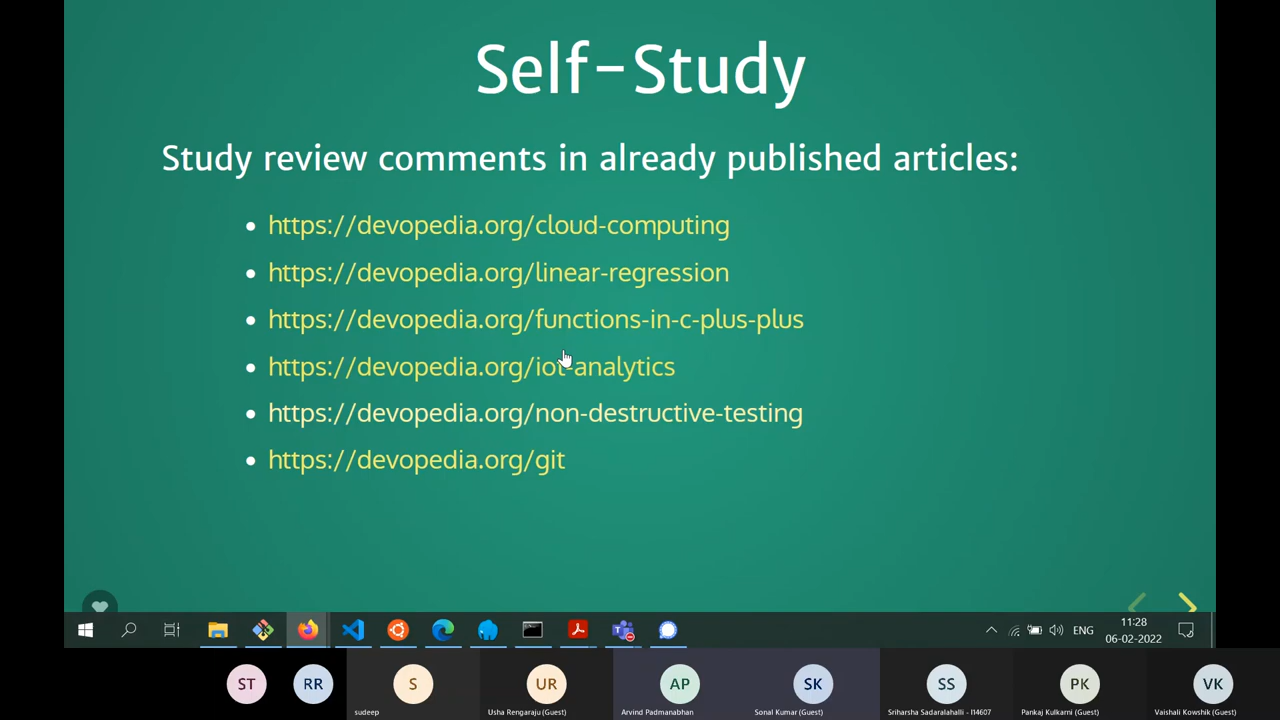 Self-Study
Study review comments in already published articles:
https://devopedia.org/cloud-computing
https://devopedia.org/linear-regression
https://devopedia.org/functions-in-c-plus-plus
https://devopedia.org/iot-analytics
https://devopedia.org/non-destructive-testing
https://devopedia.org/git
ENG
11:28
06-02-2022
ST
RR
S
UR
AP
SK
SS
PK
VK
sudeep
Usha Rengaraju (Guest)
Arvind Padmanabhan
Sonal Kumar (Guest)
Sriharsha Sadaralahalli - I14607
Pankaj Kulkarni (Guest)
Vaishali Kowshik (Guest)